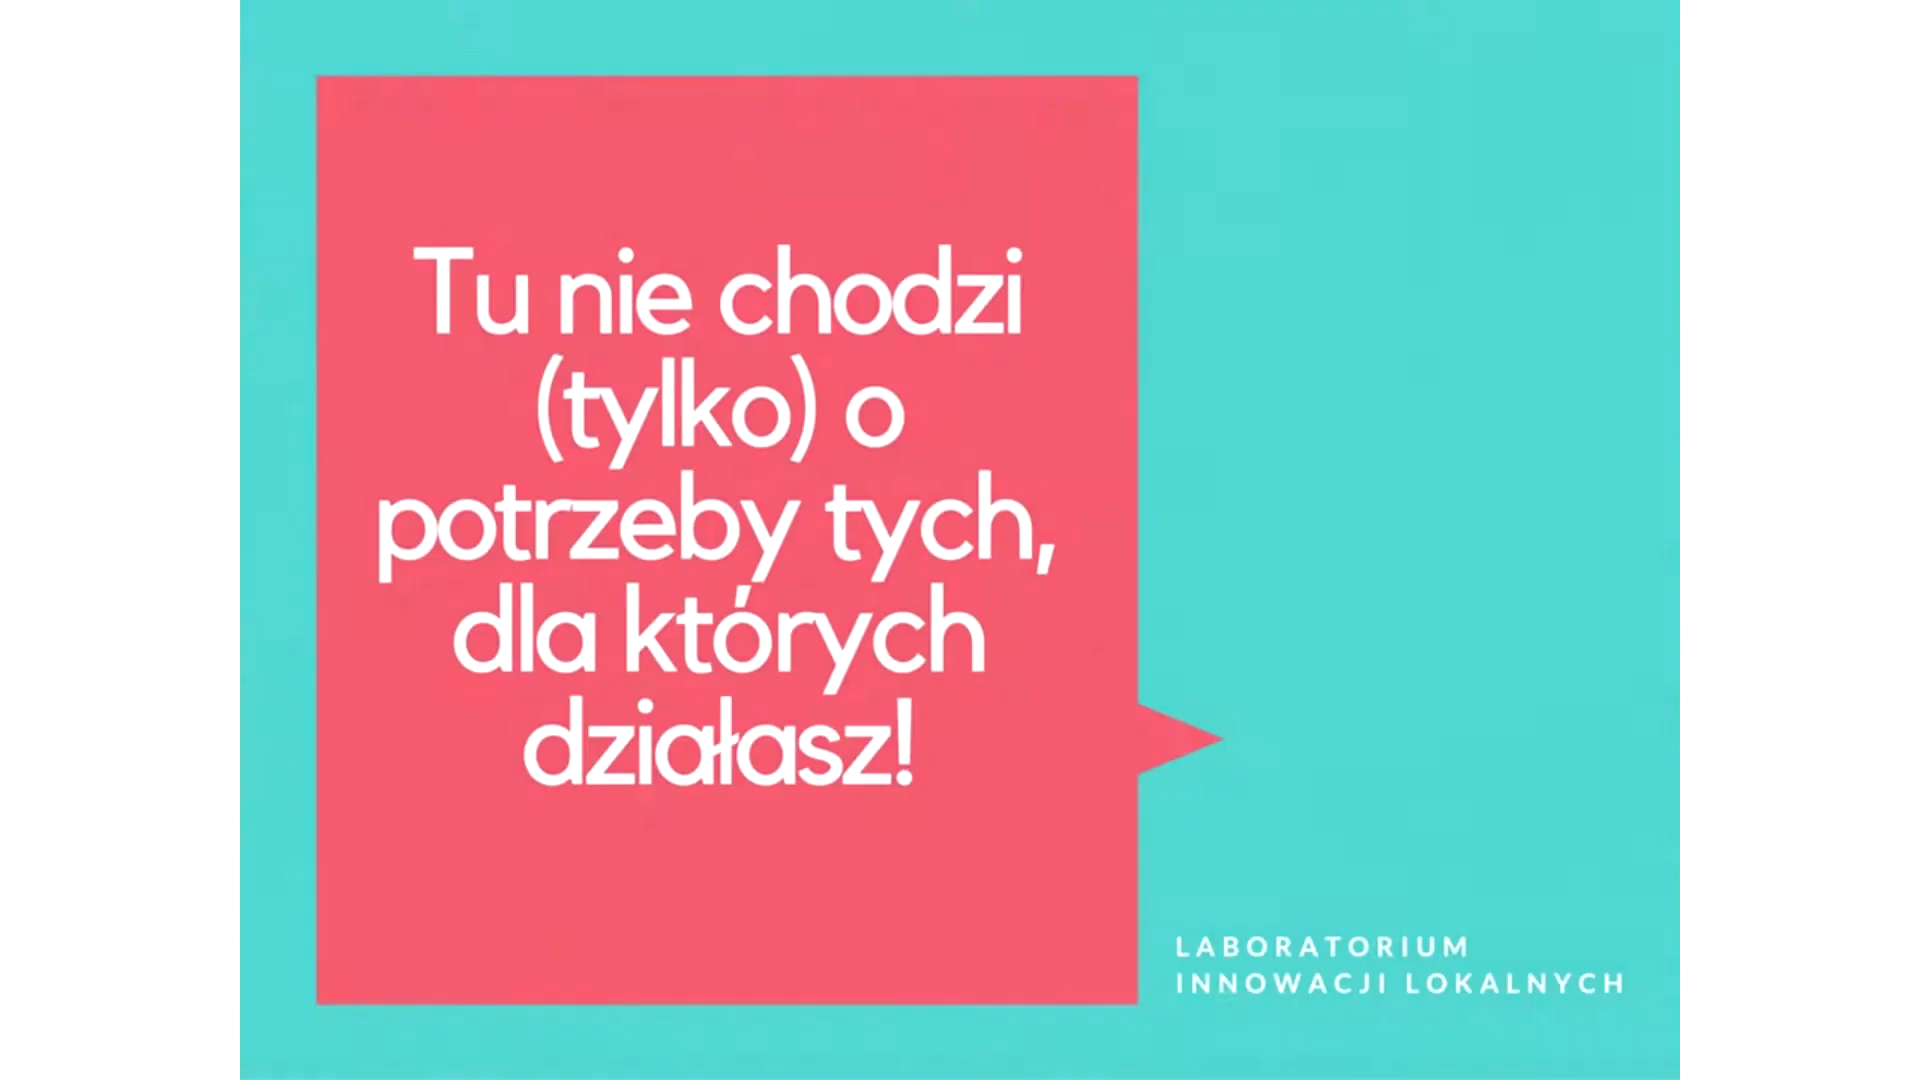 Tu nie chodzi
(tylko) o
potrzeby tych,
dla których
działasz!
LABORATORIUM
INNOWACJI LOKALNYCH